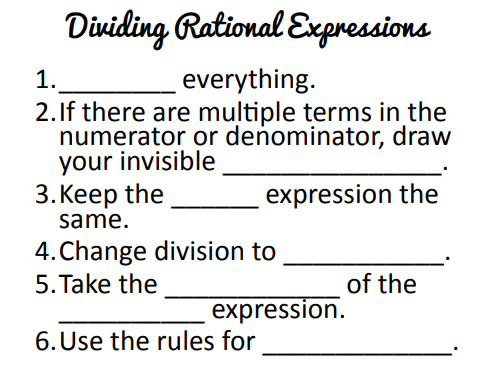 Dividing Rational Expressions
1.________ everything.
2.If there are multiple terms in the
numerator or denominator, draw
your invisible _______________.
3.Keep the ______ expression the
same.
4.Change division to ___________.
5.Take the ____________ of the
__________ expression.
6.Use the rules for _____________.